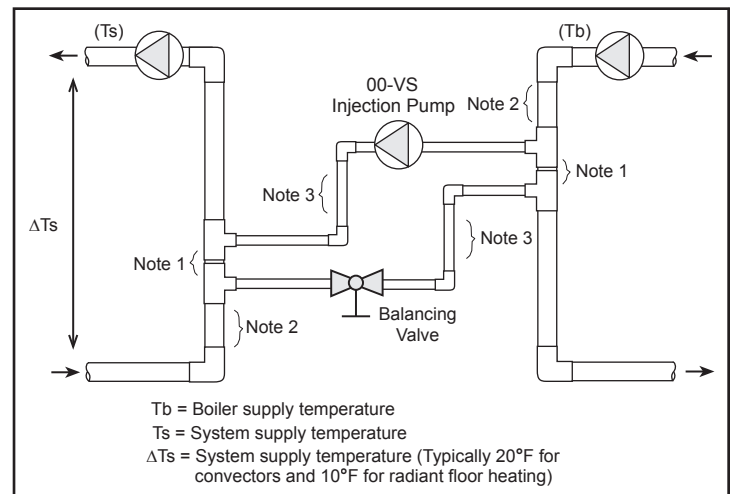 (Ts)
(Tb)
00-VS
Injection Pump
Note 2
Note 1
Note 3
ΔTs
Note 3
Note 1
Note 2
Balancing
Valve
Tb = Boiler supply temperature
Ts = System supply temperature
ΔTs = System supply temperature (Typically 20°F for
convectors and 10°F for radiant floor heating)